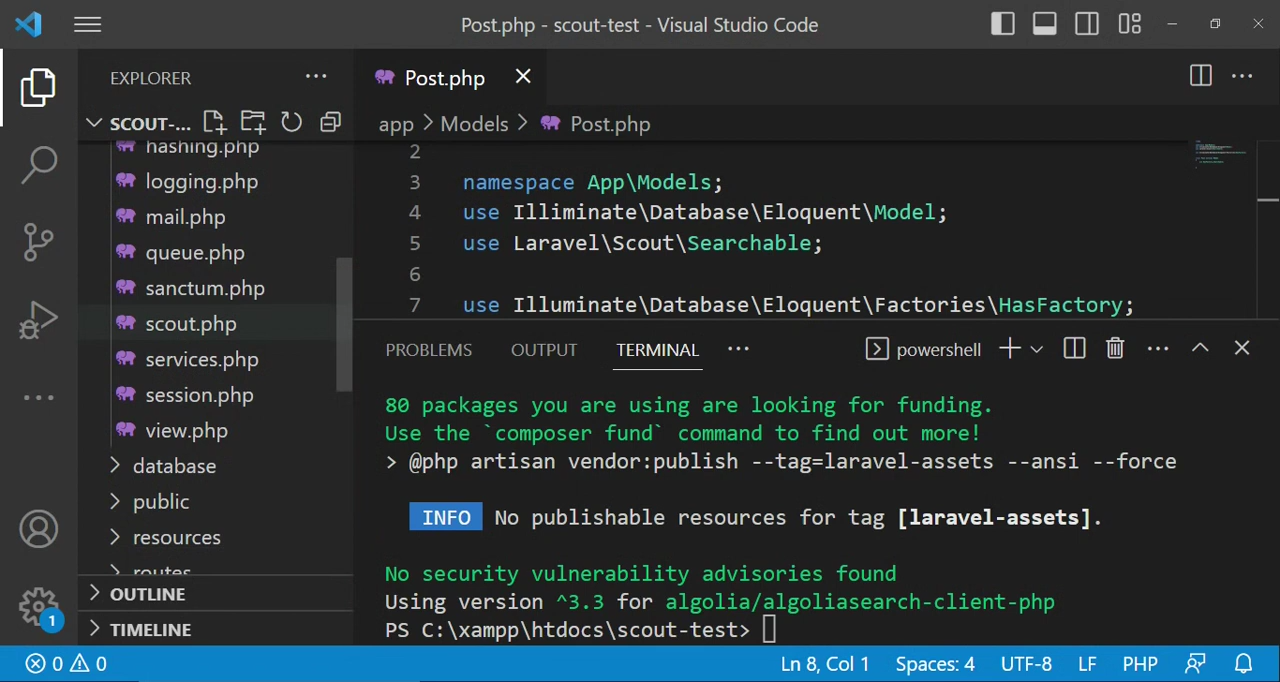 Post.php - scout-test - Visual Studio Code
EXPLORER
SCOUT-...
hashing.php
logging.php
mail.php
queue.php
sanctum.php
scout.php
services.php
session.php
view.php
database
public
resources
routes
OUTLINE
TIMELINE
Post.php
app > Models > Post.php
2
3 namespace App\Models;
4 use Illiminate\Database\Eloquent\Model;
5 use Laravel\Scout\Searchable;
6
7 use Illuminate\Database\Eloquent\Factories\HasFactory;
PROBLEMS OUTPUT TERMINAL ... powershell
80 packages you are using are looking for funding.
Use the `composer fund` command to find out more!
> @php artisan vendor:publish --tag=laravel-assets --ansi --force
INFO No publishable resources for tag [laravel-assets].
No security vulnerability advisories found
Using version ^3.3 for algolia/algoliasearch-client-php
PS C:\xampp\htdocs\scout-test>
1
0 0 Ln 8, Col 1 Spaces: 4 UTF-8 LF PHP